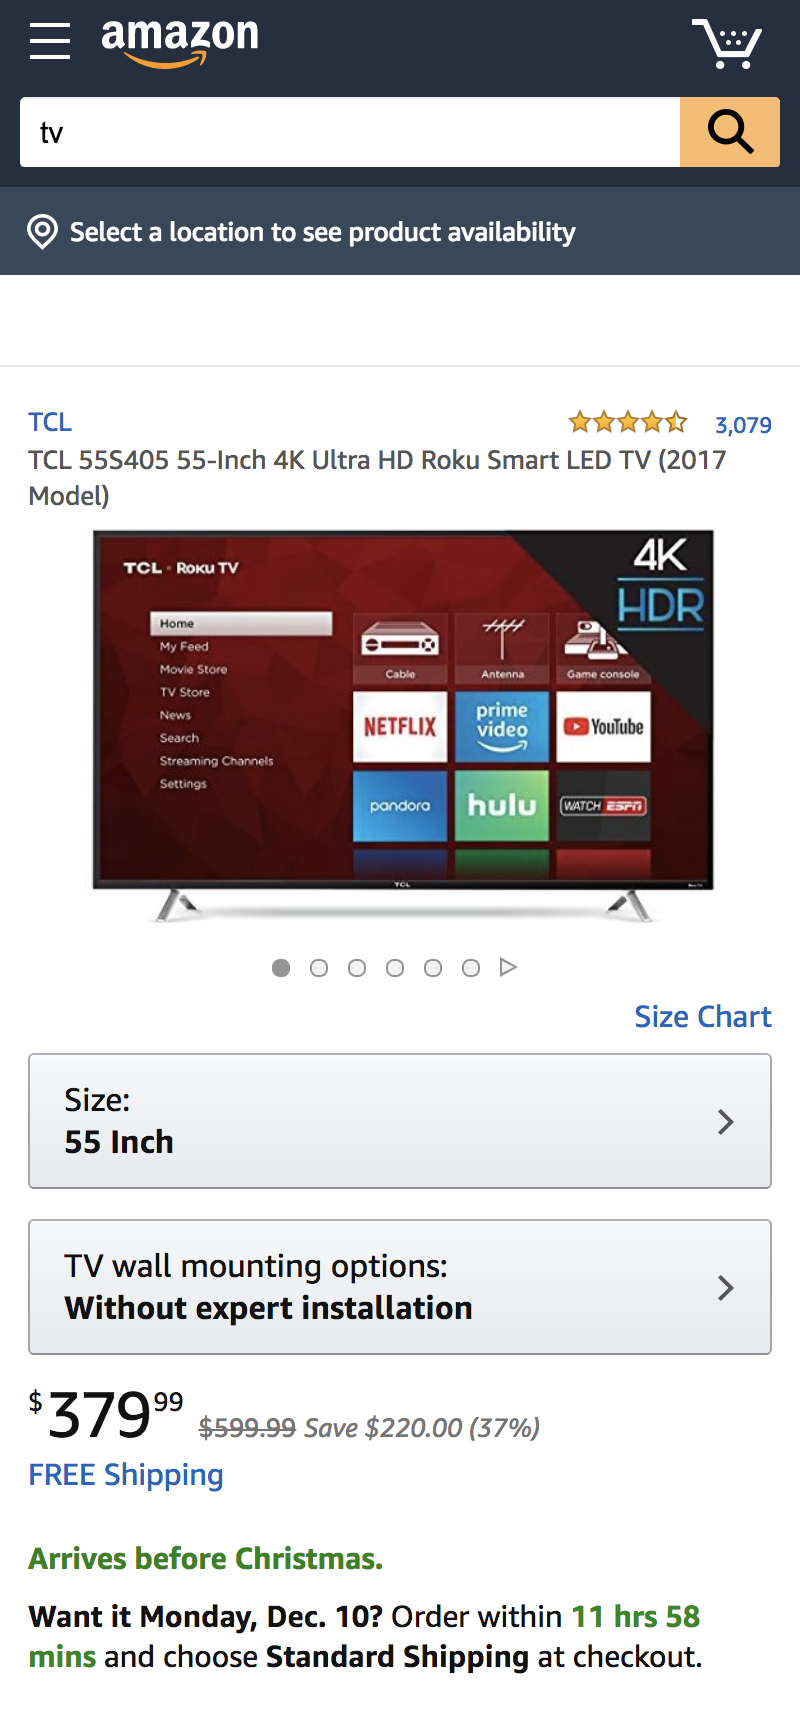 amazon
tv
Select a location to see product availability
TCL
3,079
TCL 55S405 55-Inch 4K Ultra HD Roku Smart LED TV (2017
Model)
4K
HDR
TCL · Roku TV
Home
My Feed
Movie Store
TV Store
News
Search
Streaming Channels
Settings
Cable
Antenna
Game console
NETFLIX
prime
video
YouTube
pandora
hulu
WATCH ESPN
TCL
Size Chart
Size:
55 Inch
TV wall mounting options:
Without expert installation
$379.99 $599.99 Save $220.00 (37%)
FREE Shipping
Arrives before Christmas.
Want it Monday, Dec. 10? Order within 11 hrs 58
mins and choose Standard Shipping at checkout.